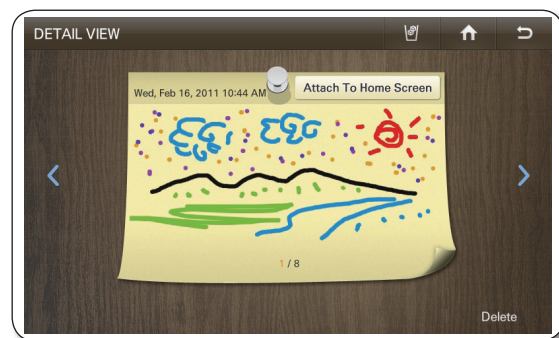 DETAIL VIEW
Wed, Feb 16, 2011 10:44 AM
Attach To Home Screen
1 / 8
Delete